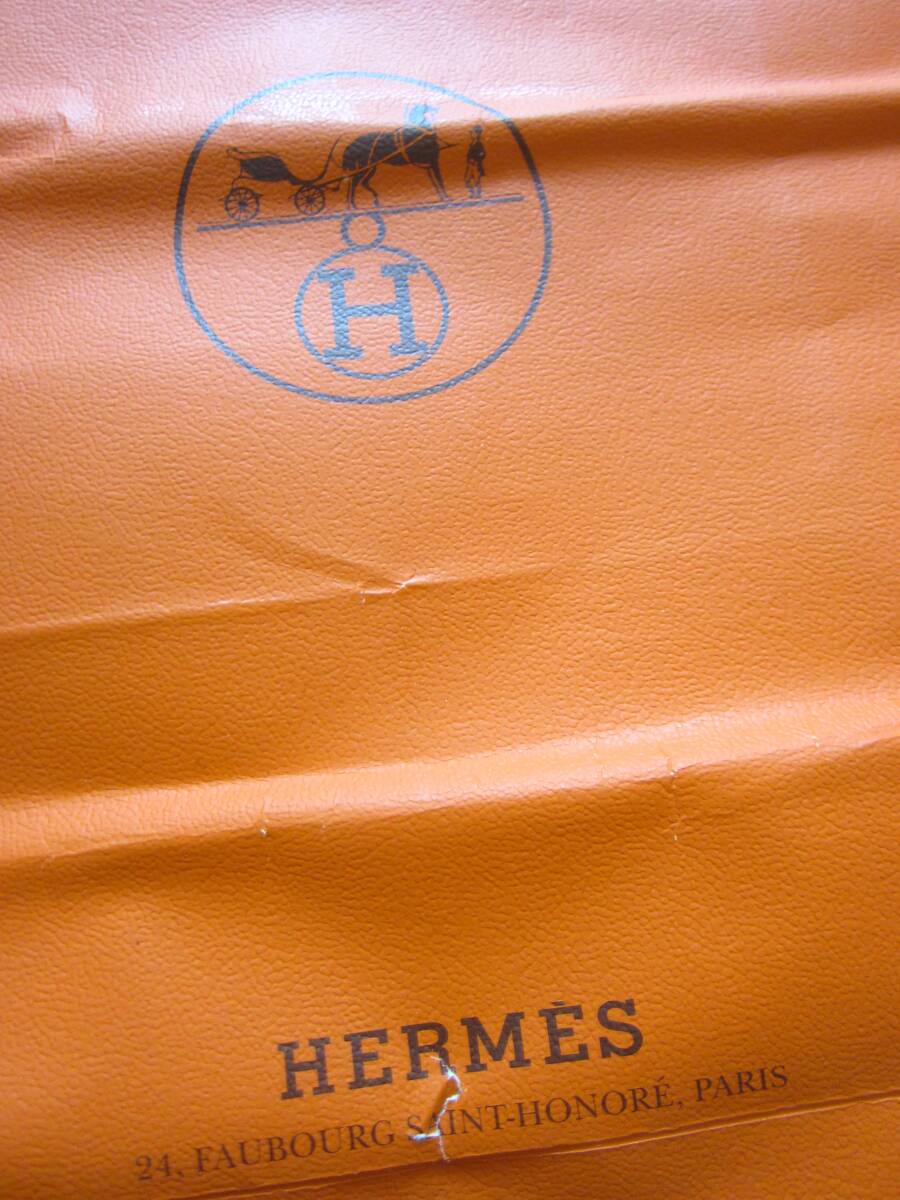 H
HERMÈS
24, FAUBOURG SAINT-HONORÉ, PARIS